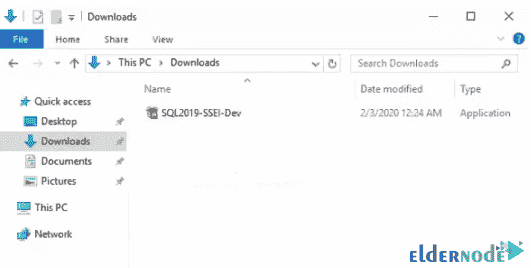 Downloads
File Home Share View
This PC > Downloads
Search Downloads
Name Date modified Type
Quick access
Desktop
Downloads
Documents
Pictures
This PC
Network
SQL2019-SSEI-Dev 2/3/2020 12:24 AM Application
ELDERNODE